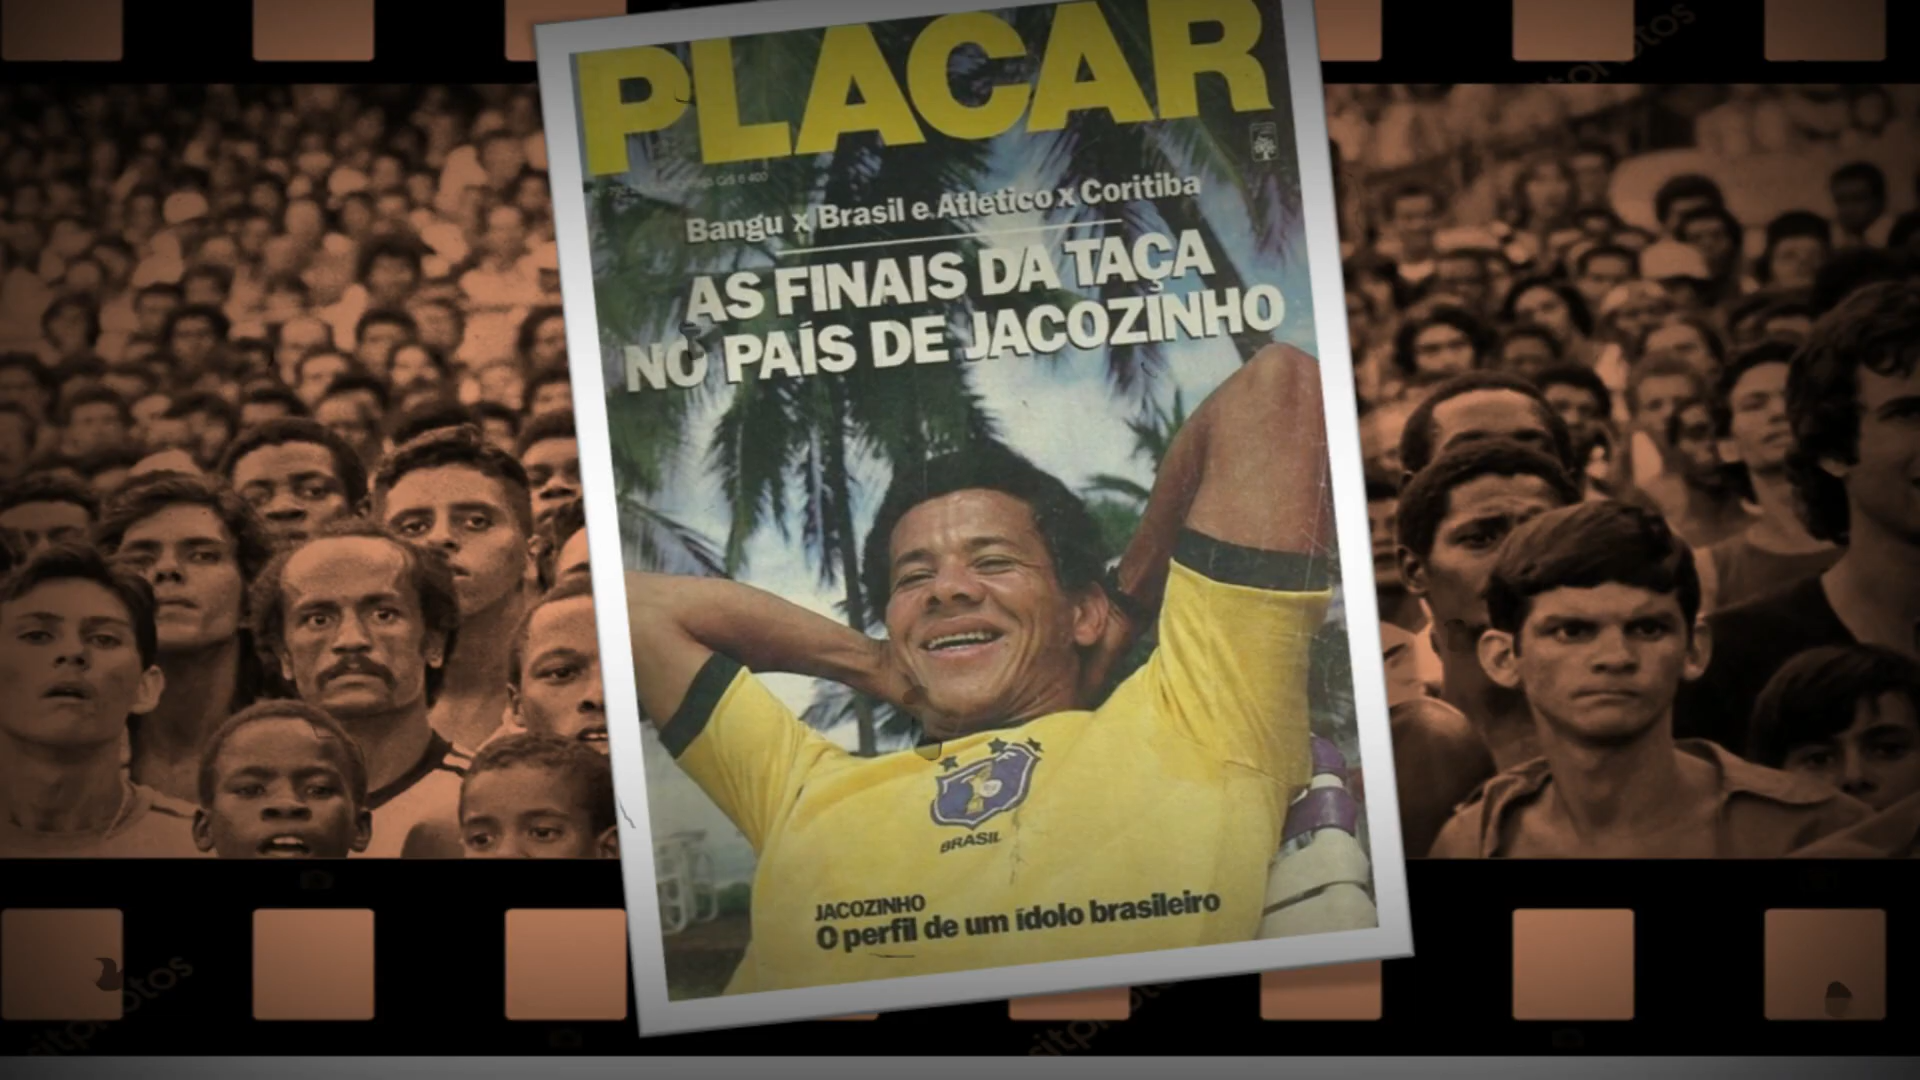 PLACAR
Bangu x Brasil e Atlético x Coritiba
AS FINAIS DA TAÇA
NO PAÍS DE JACOZINHO
BRASIL
JACOZINHO
O perfil de um ídolo brasileiro